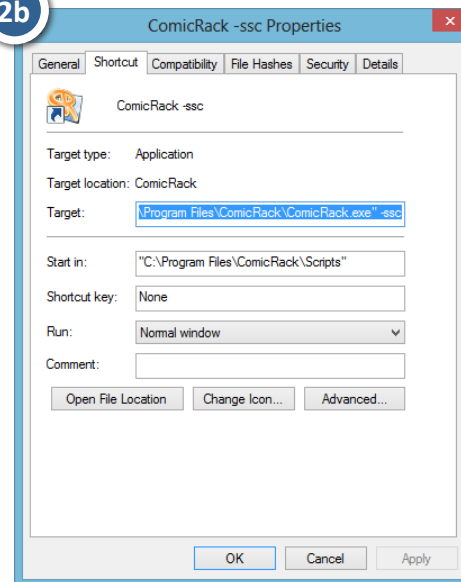 2b
ComicRack -ssc Properties
General Shortcut Compatibility File Hashes Security Details
ComicRack -ssc
Target type: Application
Target location: ComicRack
Target: \Program Files\ComicRack\ComicRack.exe" -ssc
Start in: "C:\Program Files\ComicRack\Scripts"
Shortcut key: None
Run: Normal window
Comment:
Open File Location Change Icon... Advanced...
OK Cancel Apply